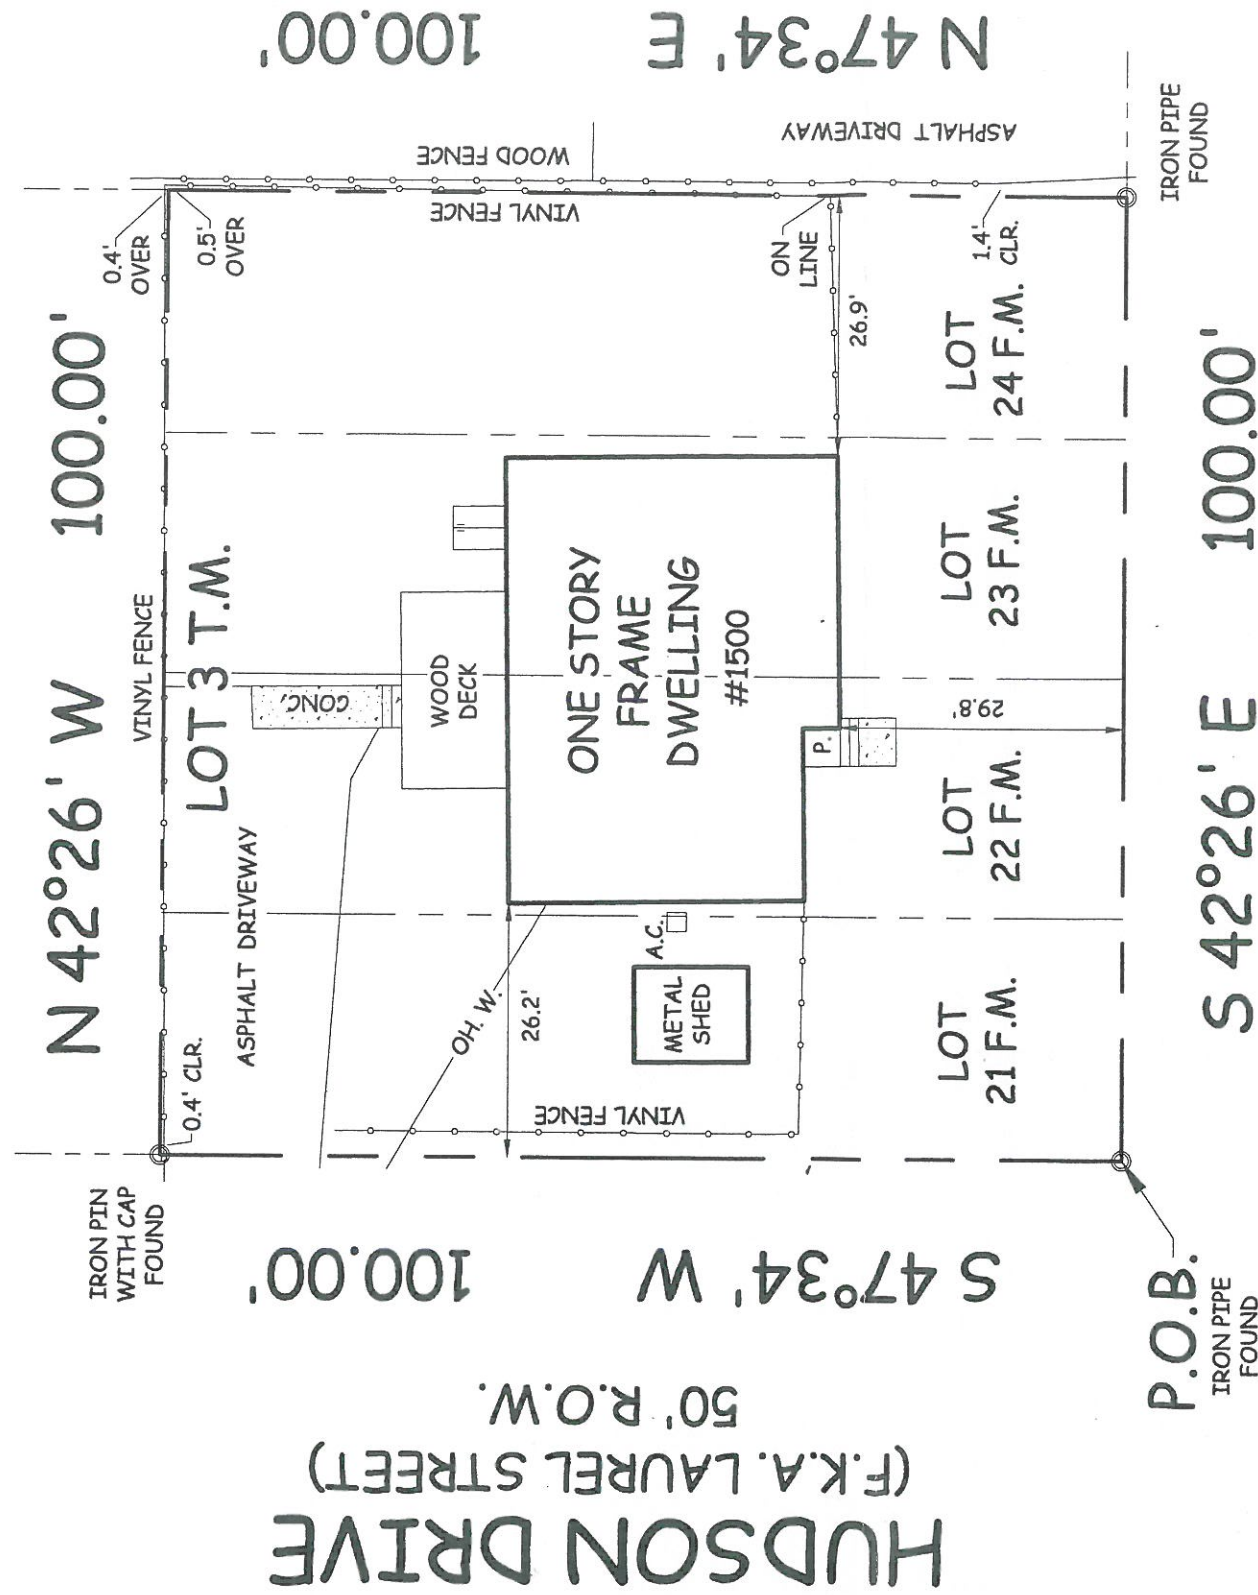 N 42°26' W 100.00'
IRON PIN
WITH CAP
FOUND
0.4' CLR.
VINYL FENCE
0.4'
OVER
0.5'
OVER
LOT 3 T.M.
ASPHALT DRIVEWAY
CONC.
WOOD
DECK
OH. W.
26.2'
ONE STORY
FRAME
DWELLING
#1500
A.C.
METAL
SHED
P.
29.8'
26.9'
ON
LINE
1.4'
CLR.
LOT
21 F.M.
LOT
22 F.M.
LOT
23 F.M.
LOT
24 F.M.
S 42°26' E 100.00'
P.O.B.
IRON PIPE
FOUND
IRON PIPE
FOUND
N 47°34' E 100.00'
ASPHALT DRIVEWAY
WOOD FENCE
VINYL FENCE
VINYL FENCE
S 47°34' W 100.00'
50' R.O.W.
(F.K.A. LAUREL STREET)
HUDSON DRIVE